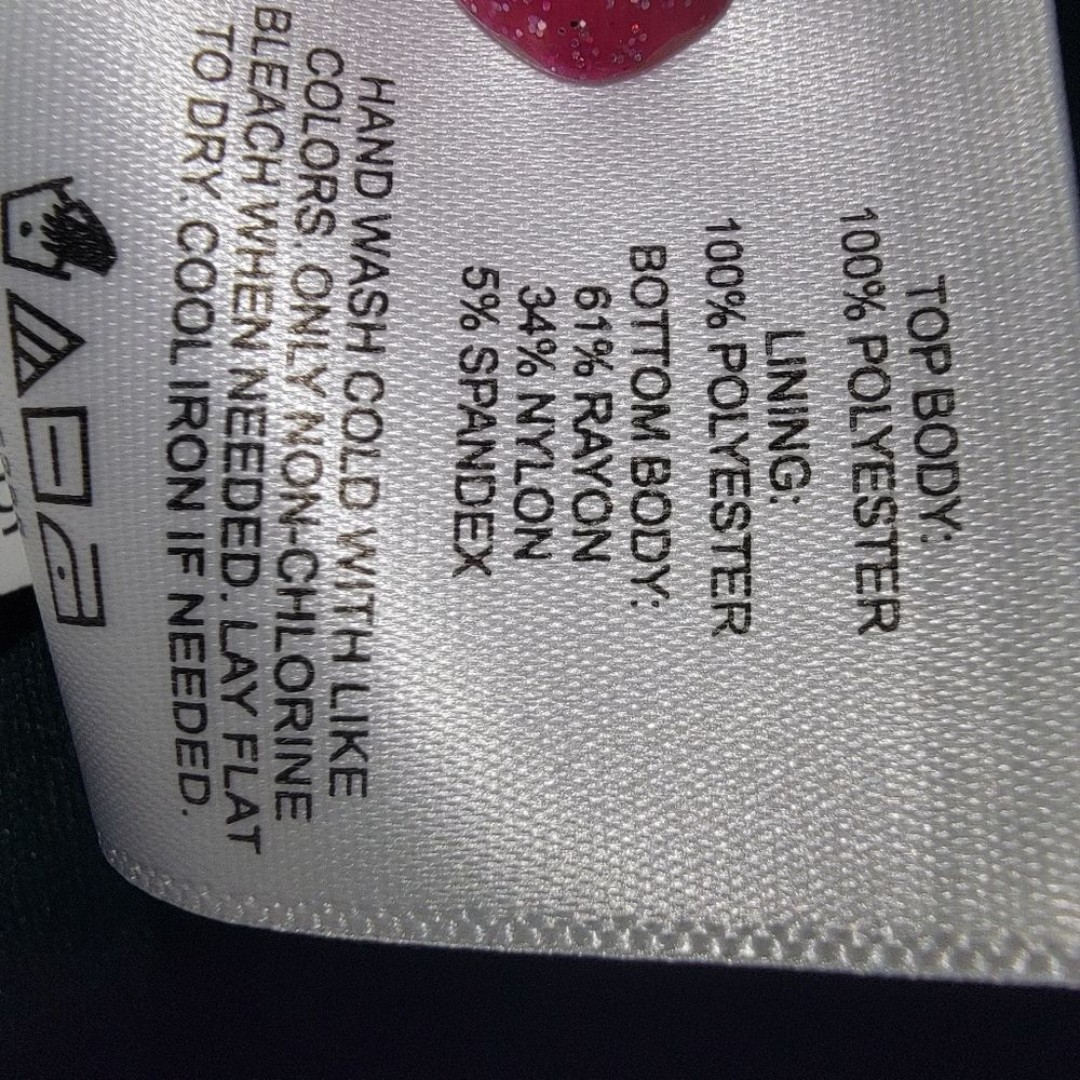 TOP BODY:
100% POLYESTER
LINING:
100% POLYESTER
BOTTOM BODY:
61% RAYON
34% NYLON
5% SPANDEX
HAND WASH COLD WITH LIKE
COLORS. ONLY NON-CHLORINE
BLEACH WHEN NEEDED. LAY FLAT
TO DRY. COOL IRON IF NEEDED.